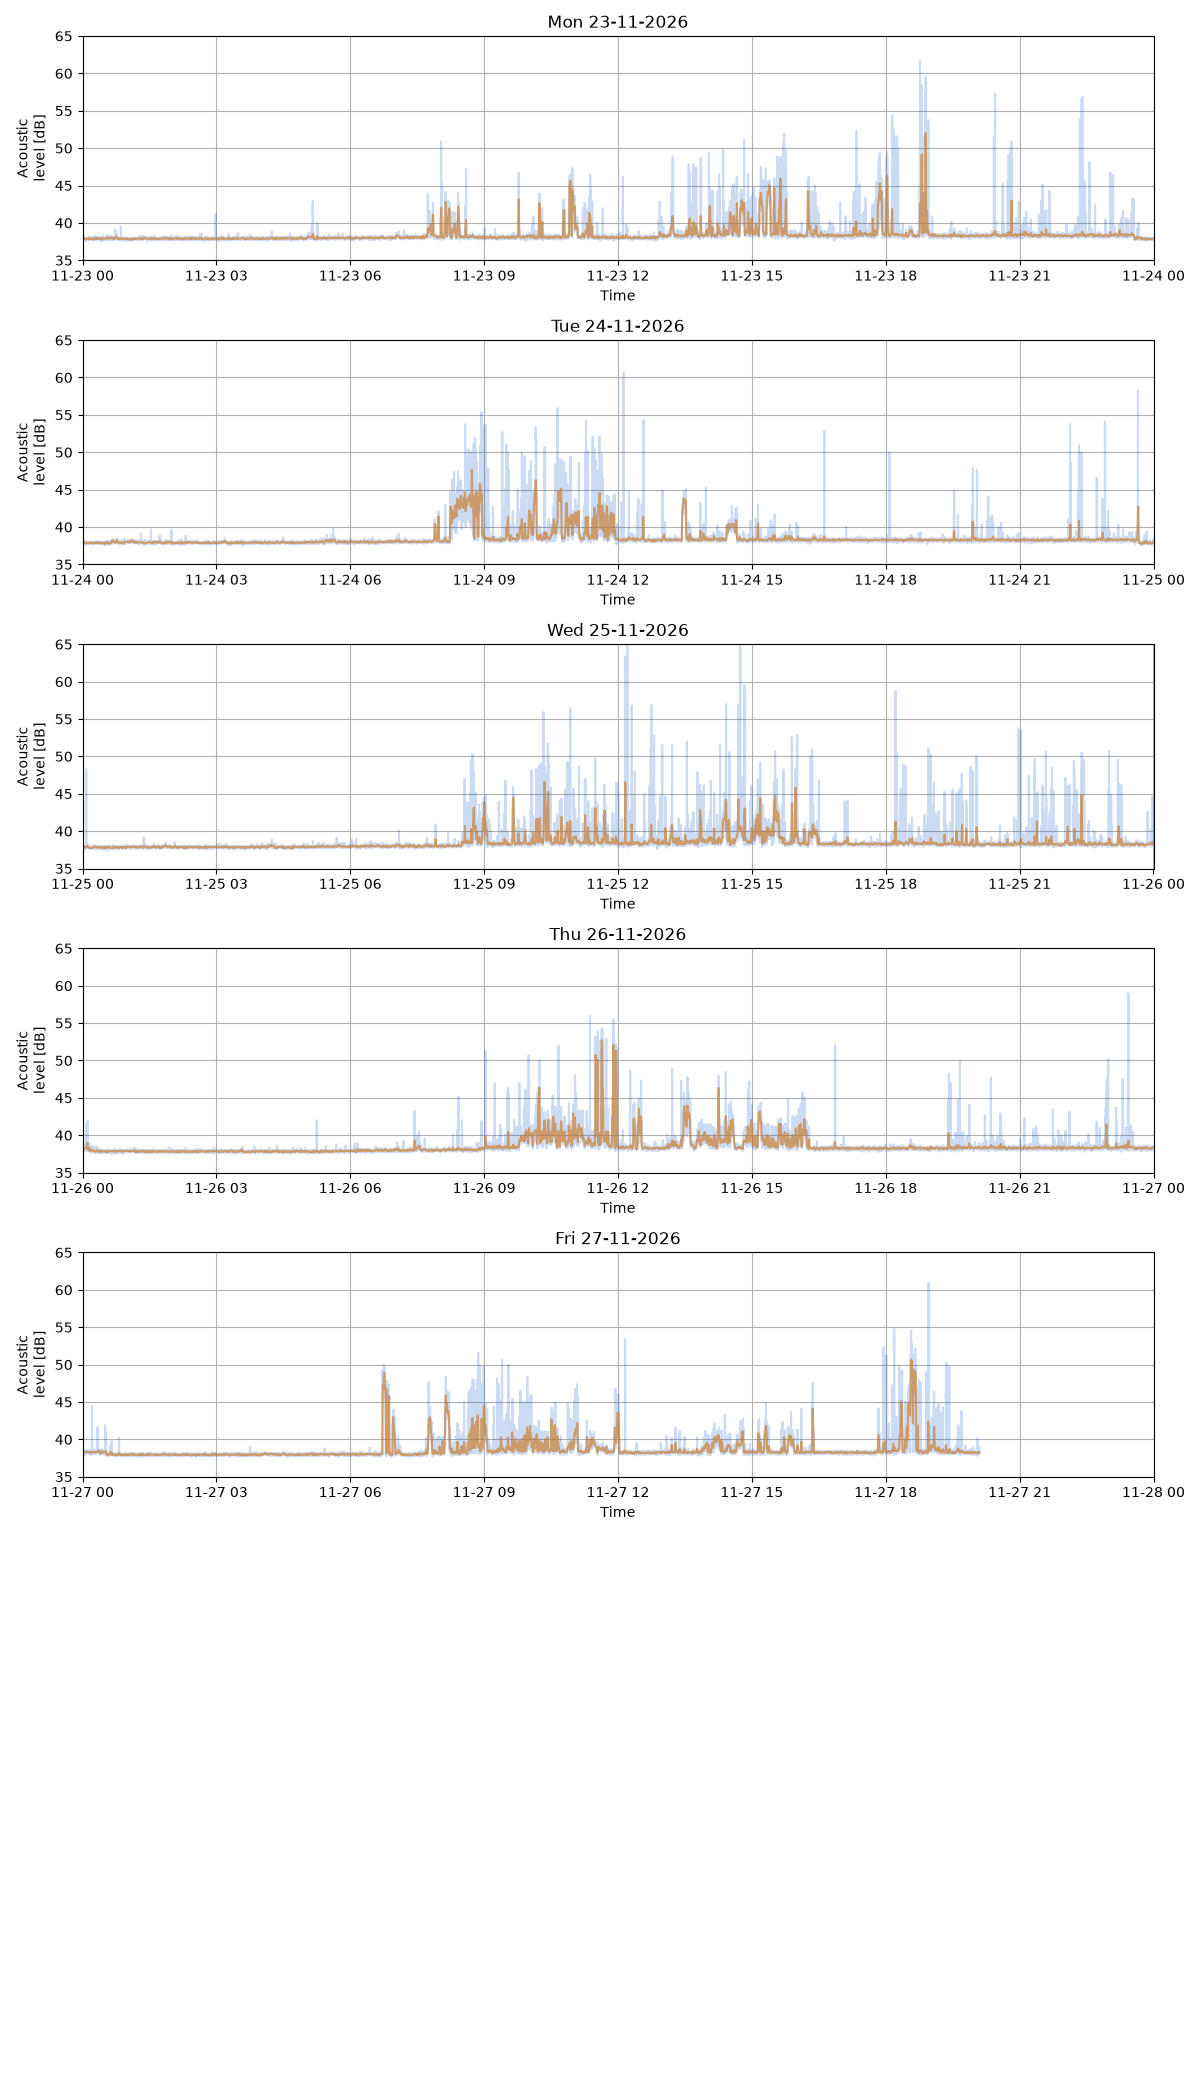 Mon 23-11-2026
65
60
55
50
45
40
35
Acoustic
level [dB]
11-23 00 11-23 03 11-23 06 11-23 09 11-23 12 11-23 15 11-23 18 11-23 21 11-24 00
Time
Tue 24-11-2026
65
60
55
50
45
40
35
Acoustic
level [dB]
11-24 00 11-24 03 11-24 06 11-24 09 11-24 12 11-24 15 11-24 18 11-24 21 11-25 00
Time
Wed 25-11-2026
65
60
55
50
45
40
35
Acoustic
level [dB]
11-25 00 11-25 03 11-25 06 11-25 09 11-25 12 11-25 15 11-25 18 11-25 21 11-26 00
Time
Thu 26-11-2026
65
60
55
50
45
40
35
Acoustic
level [dB]
11-26 00 11-26 03 11-26 06 11-26 09 11-26 12 11-26 15 11-26 18 11-26 21 11-27 00
Time
Fri 27-11-2026
65
60
55
50
45
40
35
Acoustic
level [dB]
11-27 00 11-27 03 11-27 06 11-27 09 11-27 12 11-27 15 11-27 18 11-27 21 11-28 00
Time